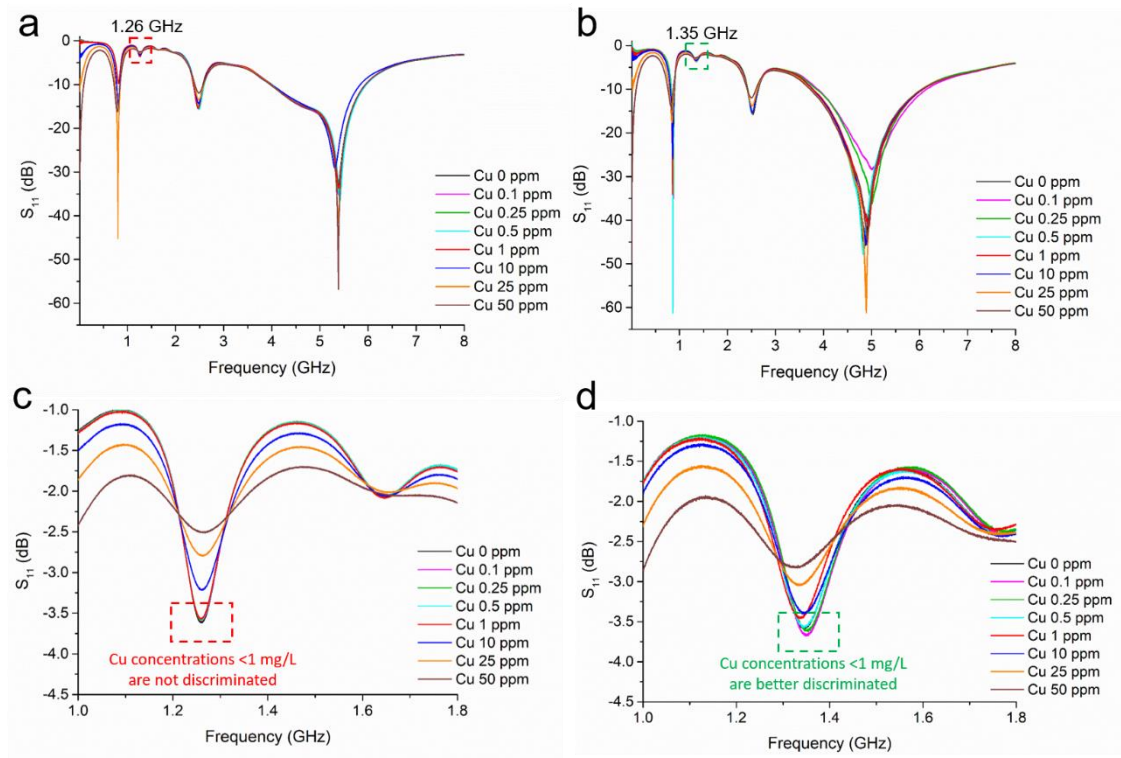 a
1.26 GHz
0
-10
-20
-30
-40
-50
-60
S11 (dB)
1 2 3 4 5 6 7 8
Frequency (GHz)
Cu 0 ppm
Cu 0.1 ppm
Cu 0.25 ppm
Cu 0.5 ppm
Cu 1 ppm
Cu 10 ppm
Cu 25 ppm
Cu 50 ppm
b
1.35 GHz
0
-10
-20
-30
-40
-50
-60
S11 (dB)
1 2 3 4 5 6 7 8
Frequency (GHz)
Cu 0 ppm
Cu 0.1 ppm
Cu 0.25 ppm
Cu 0.5 ppm
Cu 1 ppm
Cu 10 ppm
Cu 25 ppm
Cu 50 ppm
c
-1.0
-1.5
-2.0
-2.5
-3.0
-3.5
-4.0
-4.5
S11 (dB)
1.0 1.2 1.4 1.6 1.8
Frequency (GHz)
Cu 0 ppm
Cu 0.1 ppm
Cu 0.25 ppm
Cu 0.5 ppm
Cu 1 ppm
Cu 10 ppm
Cu 25 ppm
Cu 50 ppm
Cu concentrations <1 mg/L
are not discriminated
d
-1.0
-1.5
-2.0
-2.5
-3.0
-3.5
-4.0
-4.5
S11 (dB)
1.0 1.2 1.4 1.6 1.8
Frequency (GHz)
Cu 0 ppm
Cu 0.1 ppm
Cu 0.25 ppm
Cu 0.5 ppm
Cu 1 ppm
Cu 10 ppm
Cu 25 ppm
Cu 50 ppm
Cu concentrations <1 mg/L
are better discriminated